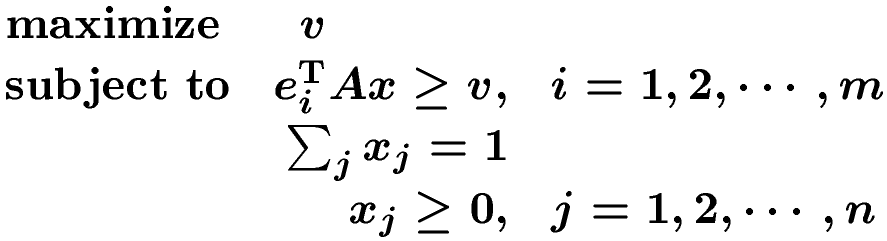 maximize v
subject to e_i^T Ax ≥ v, i = 1, 2, ⋯ , m
∑_j x_j = 1
x_j ≥ 0, j = 1, 2, ⋯ , n